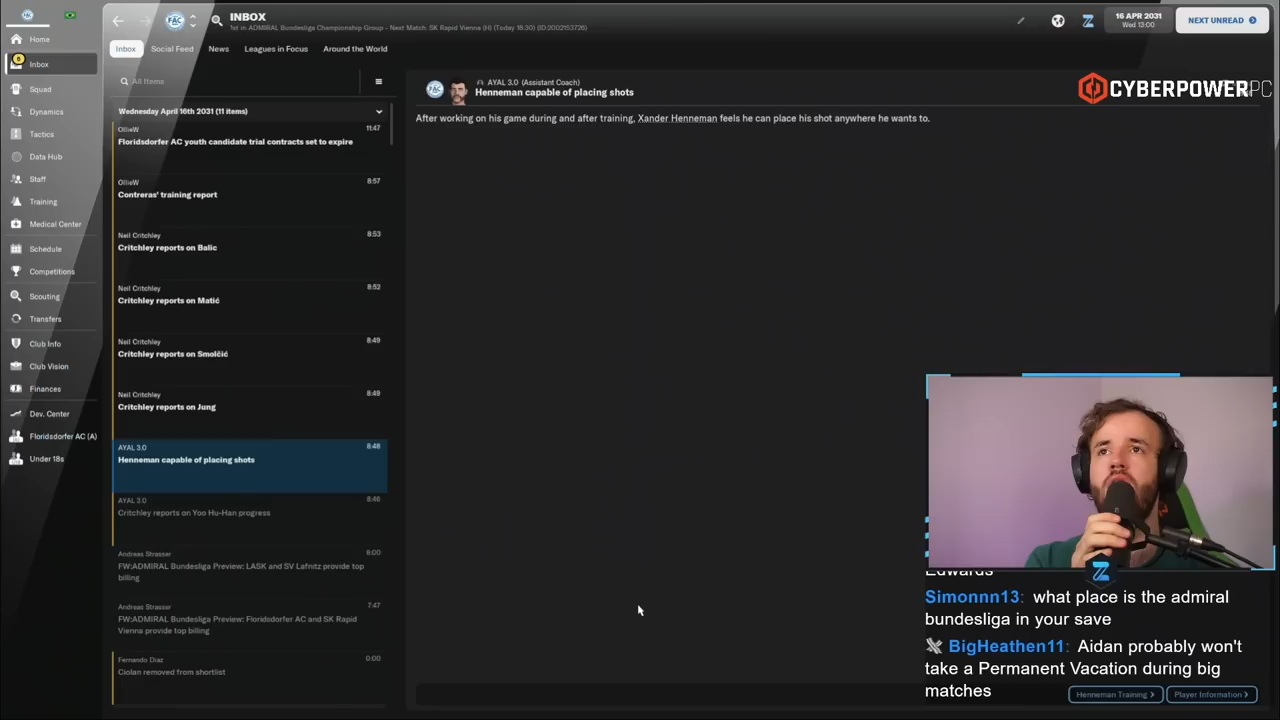 INBOX
1st in ADMIRAL Bundesliga Championship Group - Next Match: SK Rapid Vienna (H) (Today 18:30) (ID:2002153726)
16 APR 2031
Wed 13:00
NEXT UNREAD
Home
6
Inbox
Squad
Dynamics
Tactics
Data Hub
Staff
Training
Medical Center
Schedule
Competitions
Scouting
Transfers
Club Info
Club Vision
Finances
Dev. Center
Floridsdorfer AC (A)
Under 18s
Inbox
Social Feed
News
Leagues in Focus
Around the World
All Items
Wednesday April 16th 2031 (11 items)
OllieW
11:47
Floridsdorfer AC youth candidate trial contracts set to expire
OllieW
8:57
Contreras' training report
Neil Critchley
8:53
Critchley reports on Balic
Neil Critchley
8:52
Critchley reports on Matić
Neil Critchley
8:49
Critchley reports on Smolčić
Neil Critchley
8:49
Critchley reports on Jung
AYAL 3.0
8:48
Henneman capable of placing shots
AYAL 3.0
8:46
Critchley reports on Yoo Hu-Han progress
Andreas Strasser
8:00
FW:ADMIRAL Bundesliga Preview: LASK and SV Lafnitz provide top
billing
Andreas Strasser
7:47
FW:ADMIRAL Bundesliga Preview: Floridsdorfer AC and SK Rapid
Vienna provide top billing
Fernando Diaz
0:00
Ciolan removed from shortlist
AYAL 3.0 (Assistant Coach)
Henneman capable of placing shots
After working on his game during and after training, Xander Henneman feels he can place his shot anywhere he wants to.
CYBERPOWERPC
Edwards
Simonnn13: what place is the admiral
bundesliga in your save
BigHeathen11: Aidan probably won't
take a Permanent Vacation during big
matches
Henneman Training >
Player Information >